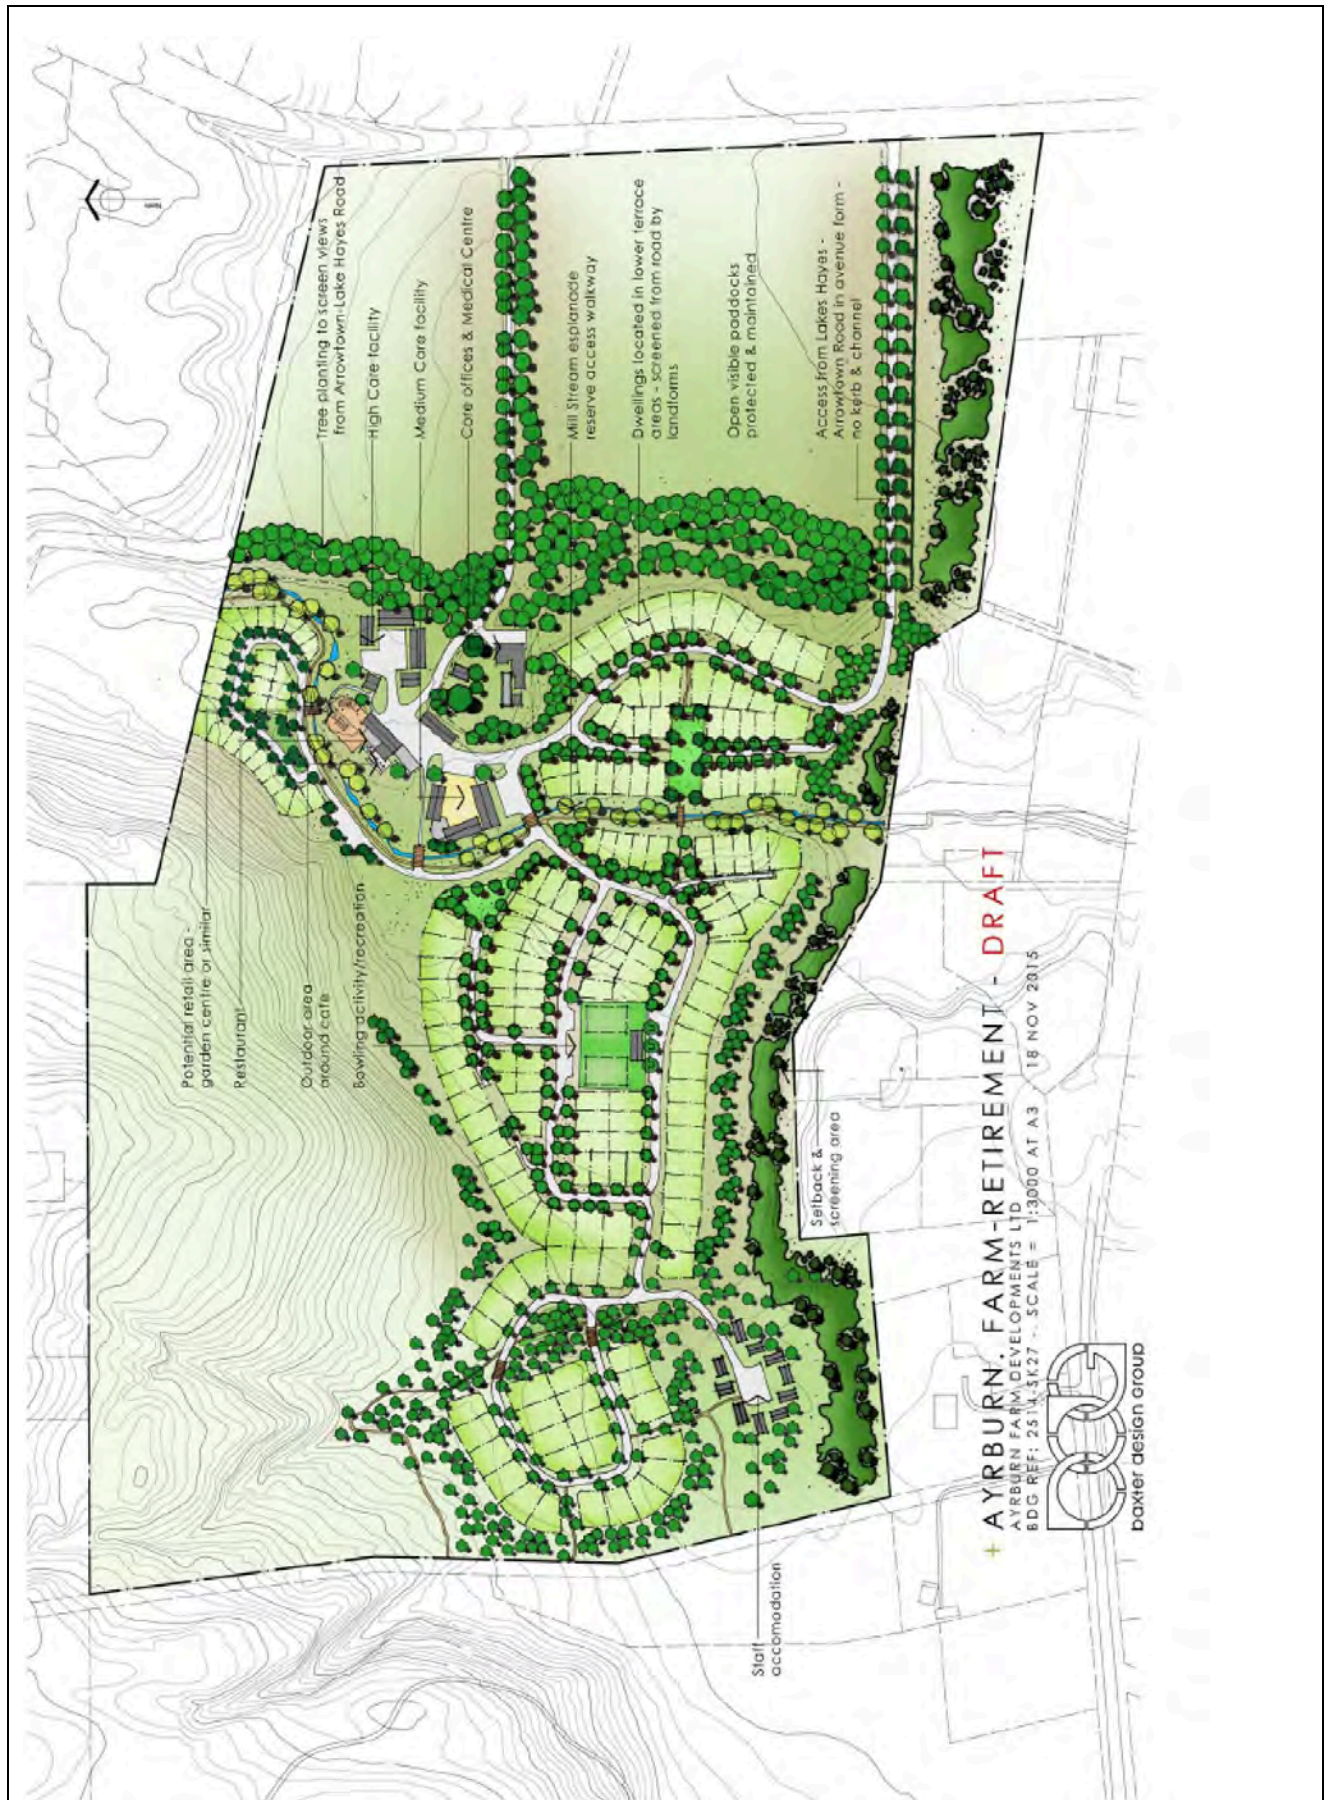 Potential retail area -
garden centre or similar
Restaurant
Outdoor area
around cafe
Bowling activity/recreation
Tree planting to screen views
from Arrowtown-Lake Hayes Road
High Care facility
Medium Care facility
Core offices & Medical Centre
Mill Stream esplanade
reserve access walkway
Dwellings located in lower terrace
areas - screened from road by
landforms
Open visible paddocks
protected & maintained
Access from Lakes Hayes -
Arrowtown Road in avenue form -
no kerb & channel
Setback &
screening area
Staff
accomodation
North
+ AYRBURN. FARM-RETIREMENT - DRAFT
AYRBURN FARM DEVELOPMENTS LTD
BDG REF: 2514-SK27 - SCALE = 1:3000 AT A3 18 NOV 2015
baxter design group